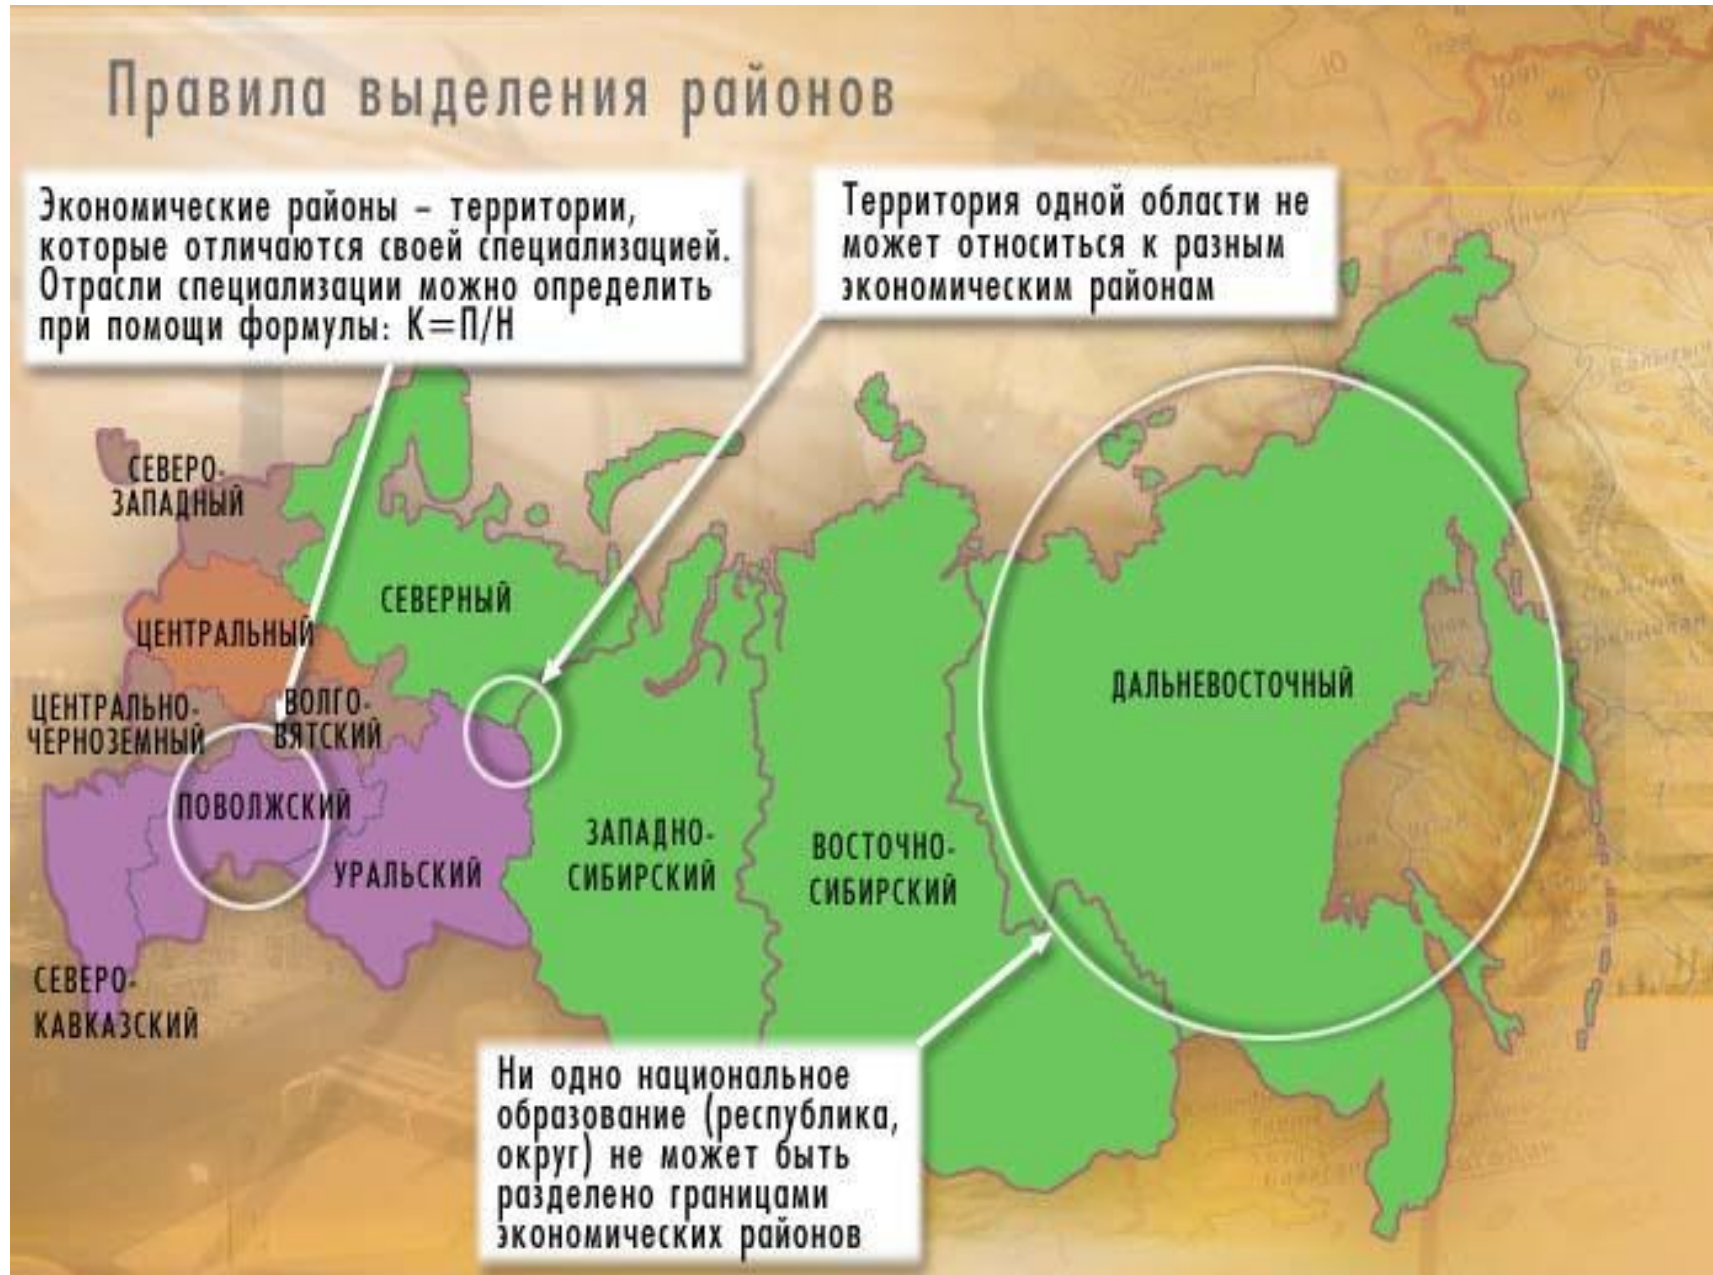 Правила выделения районов
Экономические районы – территории,
которые отличаются своей специализацией.
Отрасли специализации можно определить
при помощи формулы: К=П/Н
Территория одной области не
может относиться к разным
экономическим районам
СЕВЕРО-
ЗАПАДНЫЙ
СЕВЕРНЫЙ
ЦЕНТРАЛЬНЫЙ
ЦЕНТРАЛЬНО-
ЧЕРНОЗЕМНЫЙ
ВОЛГО-
ВЯТСКИЙ
ПОВОЛЖСКИЙ
УРАЛЬСКИЙ
ЗАПАДНО-
СИБИРСКИЙ
ВОСТОЧНО-
СИБИРСКИЙ
ДАЛЬНЕВОСТОЧНЫЙ
СЕВЕРО-
КАВКАЗСКИЙ
Ни одно национальное
образование (республика,
округ) не может быть
разделено границами
экономических районов